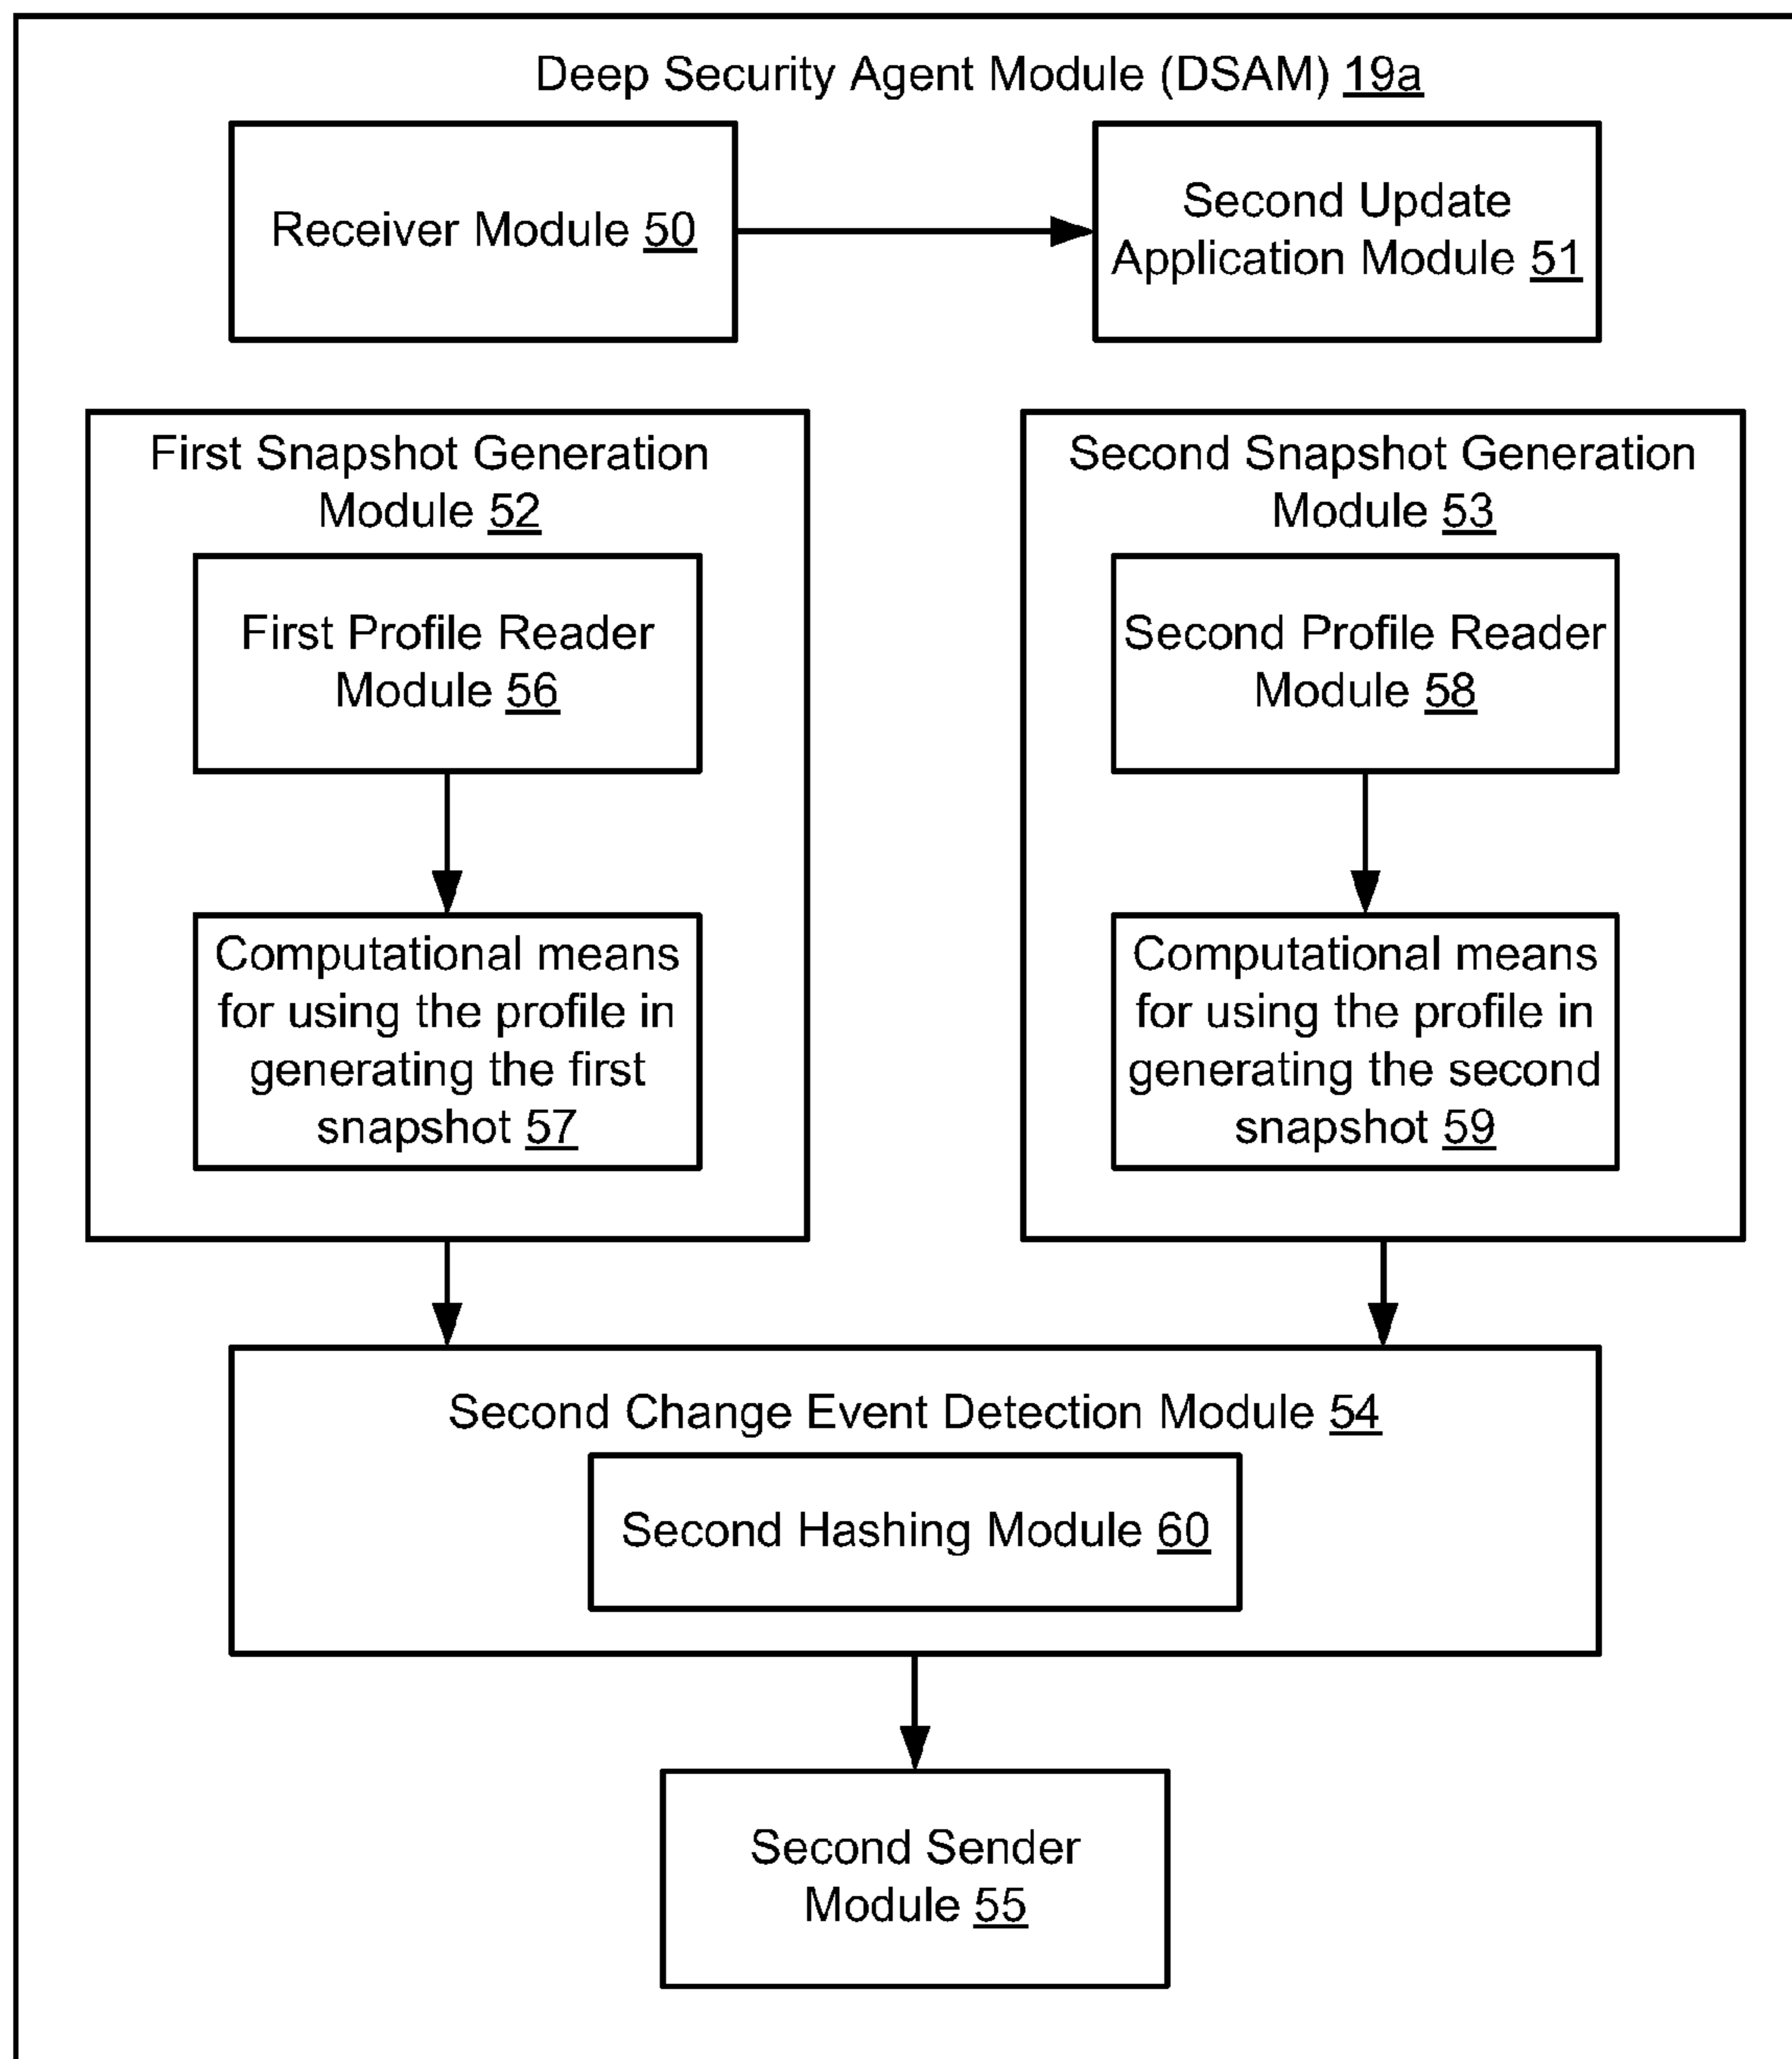 Deep Security Agent Module (DSAM) 19a
Receiver Module 50
Second Update
Application Module 51
First Snapshot Generation
Module 52
First Profile Reader
Module 56
Computational means
for using the profile in
generating the first
snapshot 57
Second Snapshot Generation
Module 53
Second Profile Reader
Module 58
Computational means
for using the profile in
generating the second
snapshot 59
Second Change Event Detection Module 54
Second Hashing Module 60
Second Sender
Module 55